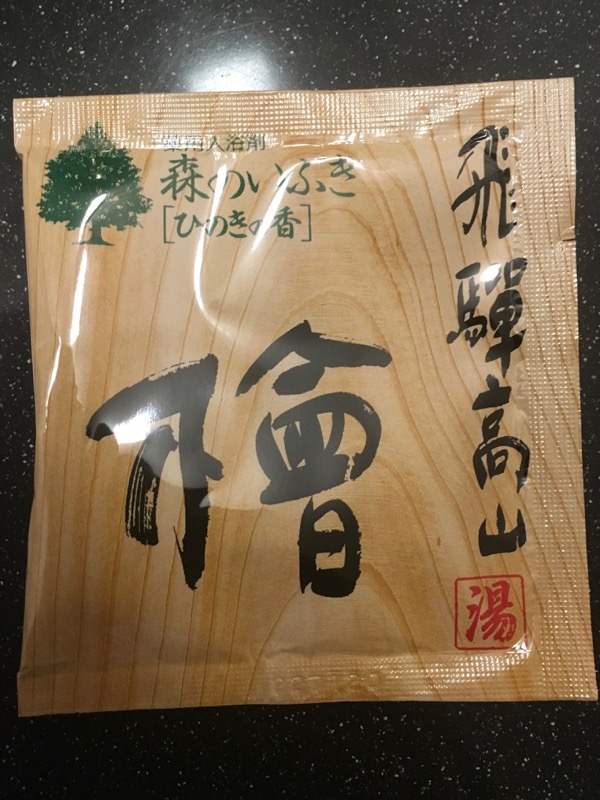 薬用入浴剤
森のいぶき
[ひのきの香]
飛騨高山
湯
檜